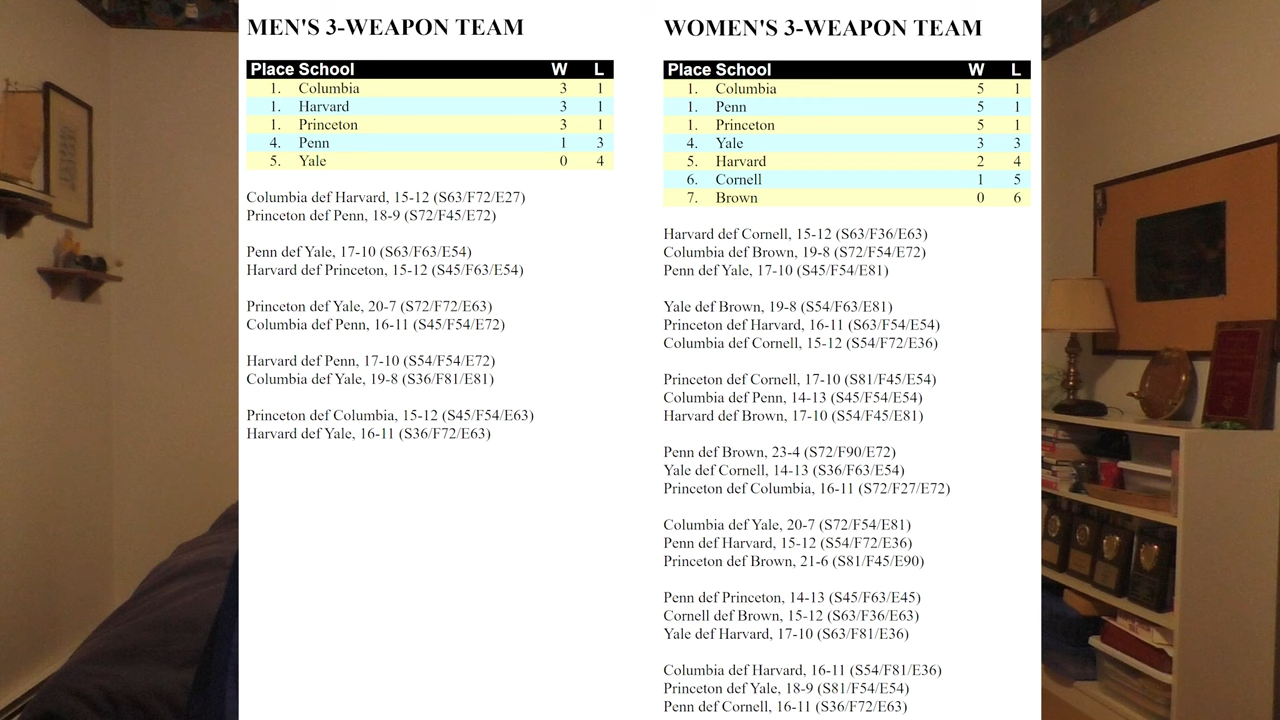 MEN'S 3-WEAPON TEAM
Place School W L
1. Columbia 3 1
1. Harvard 3 1
1. Princeton 3 1
4. Penn 1 3
5. Yale 0 4
Columbia def Harvard, 15-12 (S63/F72/E27)
Princeton def Penn, 18-9 (S72/F45/E72)
Penn def Yale, 17-10 (S63/F63/E54)
Harvard def Princeton, 15-12 (S45/F63/E54)
Princeton def Yale, 20-7 (S72/F72/E63)
Columbia def Penn, 16-11 (S45/F54/E72)
Harvard def Penn, 17-10 (S54/F54/E72)
Columbia def Yale, 19-8 (S36/F81/E81)
Princeton def Columbia, 15-12 (S45/F54/E63)
Harvard def Yale, 16-11 (S36/F72/E63)
WOMEN'S 3-WEAPON TEAM
Place School W L
1. Columbia 5 1
1. Penn 5 1
1. Princeton 5 1
4. Yale 3 3
5. Harvard 2 4
6. Cornell 1 5
7. Brown 0 6
Harvard def Cornell, 15-12 (S63/F36/E63)
Columbia def Brown, 19-8 (S72/F54/E72)
Penn def Yale, 17-10 (S45/F54/E81)
Yale def Brown, 19-8 (S54/F63/E81)
Princeton def Harvard, 16-11 (S63/F54/E54)
Columbia def Cornell, 15-12 (S54/F72/E36)
Princeton def Cornell, 17-10 (S81/F45/E54)
Columbia def Penn, 14-13 (S45/F54/E54)
Harvard def Brown, 17-10 (S54/F45/E81)
Penn def Brown, 23-4 (S72/F90/E72)
Yale def Cornell, 14-13 (S36/F63/E54)
Princeton def Columbia, 16-11 (S72/F27/E72)
Columbia def Yale, 20-7 (S72/F54/E81)
Penn def Harvard, 15-12 (S54/F72/E36)
Princeton def Brown, 21-6 (S81/F45/E90)
Penn def Princeton, 14-13 (S45/F63/E45)
Cornell def Brown, 15-12 (S63/F36/E63)
Yale def Harvard, 17-10 (S63/F81/E36)
Columbia def Harvard, 16-11 (S54/F81/E36)
Princeton def Yale, 18-9 (S81/F54/E54)
Penn def Cornell, 16-11 (S36/F72/E63)